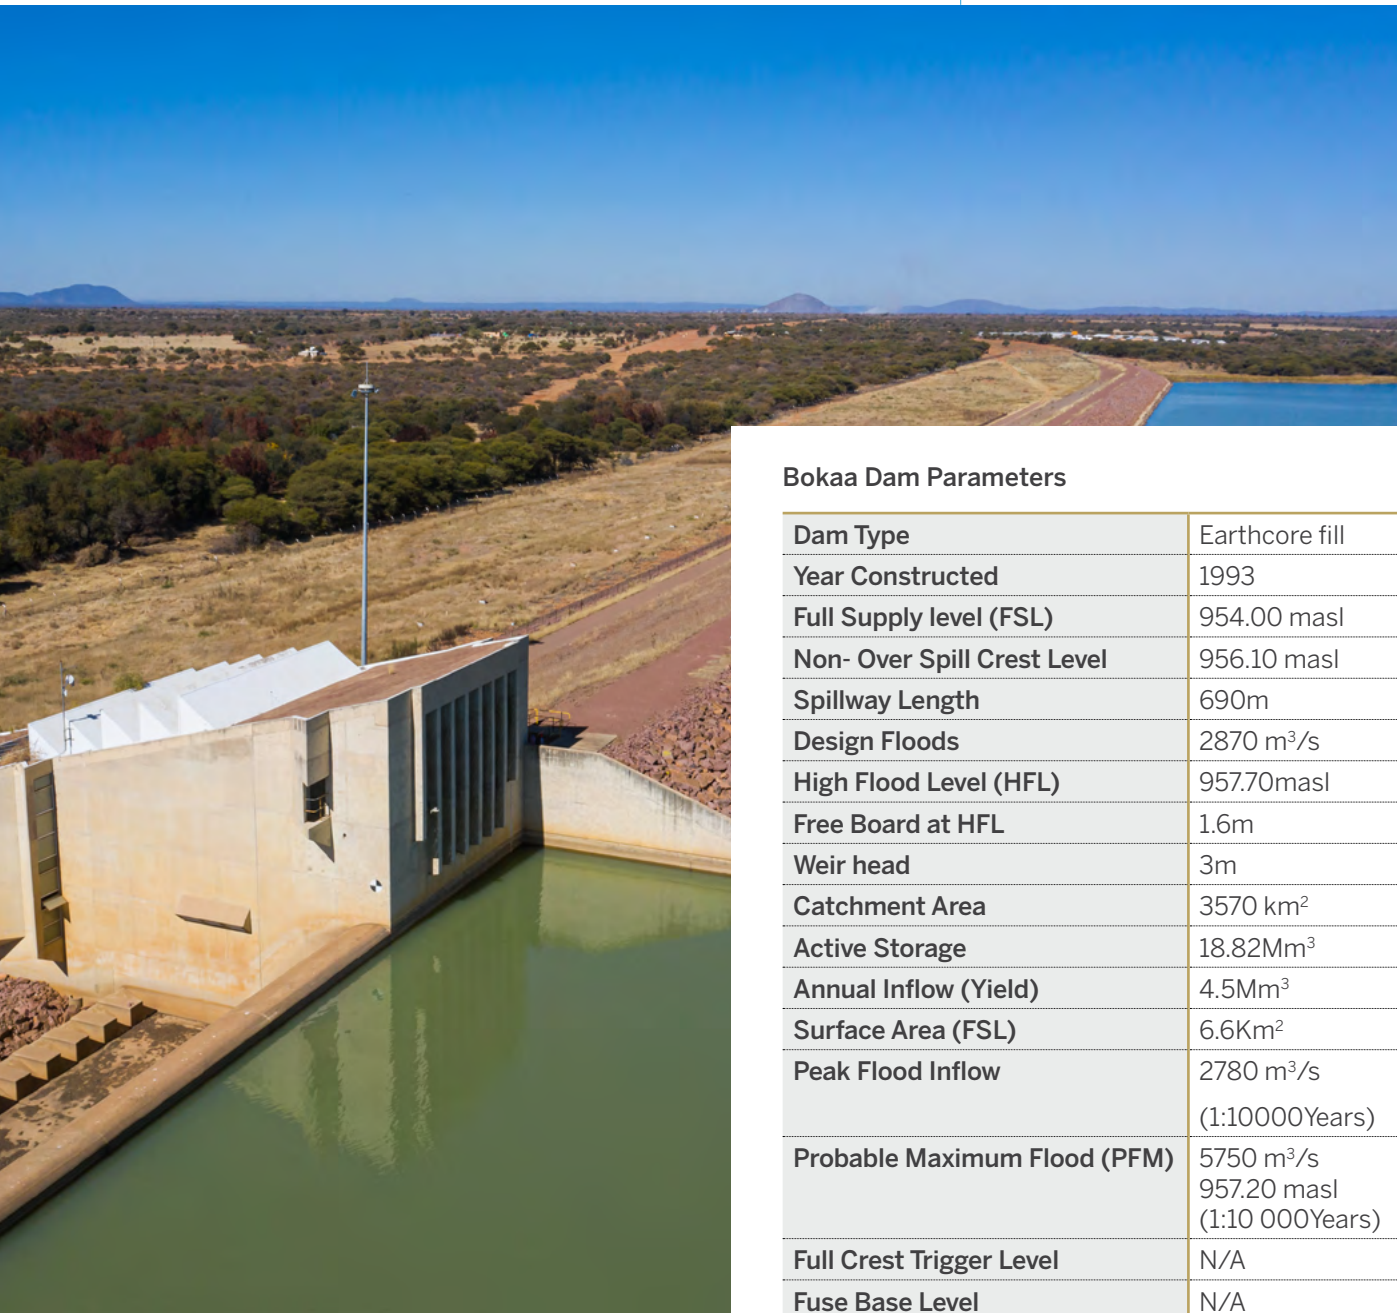 Bokaa Dam Parameters
Dam Type Earthcore fill
Year Constructed 1993
Full Supply level (FSL) 954.00 masl
Non- Over Spill Crest Level 956.10 masl
Spillway Length 690m
Design Floods 2870 m³/s
High Flood Level (HFL) 957.70masl
Free Board at HFL 1.6m
Weir head 3m
Catchment Area 3570 km²
Active Storage 18.82Mm³
Annual Inflow (Yield) 4.5Mm³
Surface Area (FSL) 6.6Km²
Peak Flood Inflow 2780 m³/s
(1:10000Years)
Probable Maximum Flood (PFM) 5750 m³/s
957.20 masl
(1:10 000Years)
Full Crest Trigger Level N/A
Fuse Base Level N/A